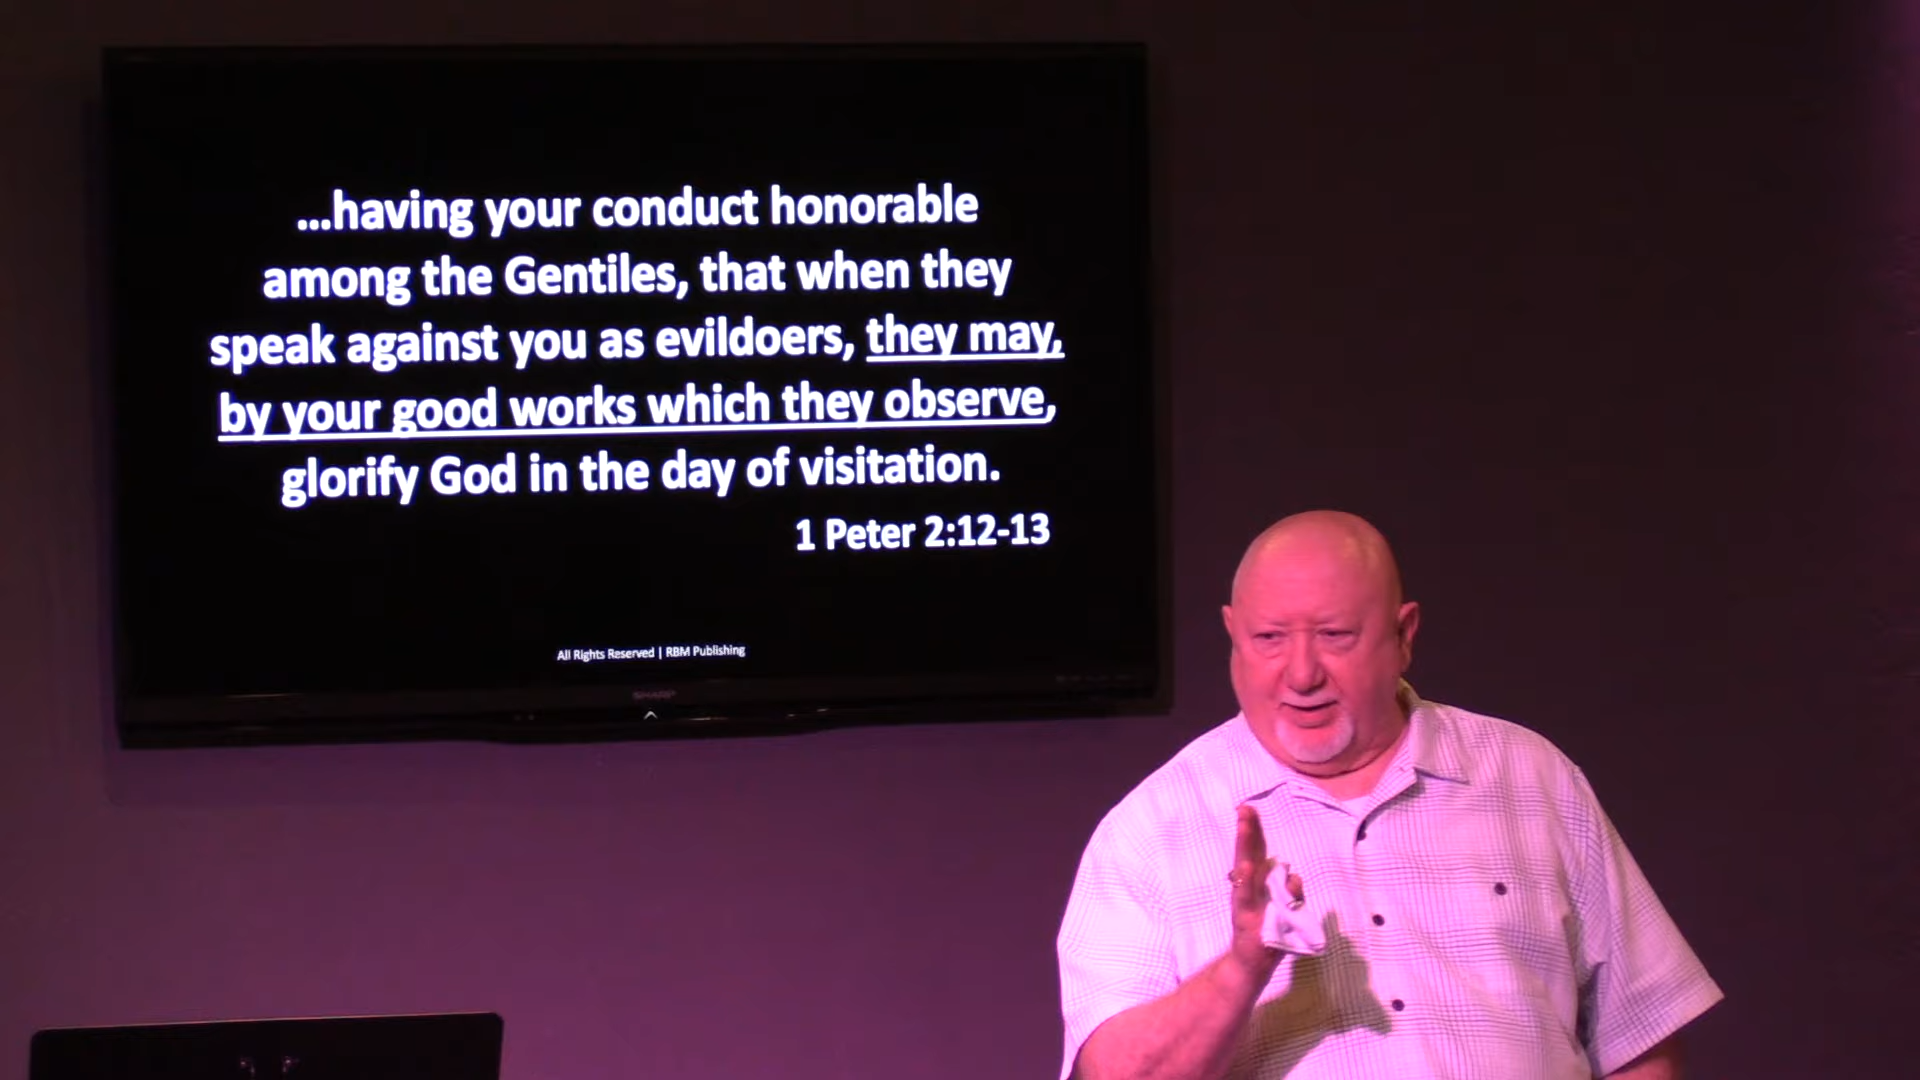 ...having your conduct honorable
among the Gentiles, that when they
speak against you as evildoers, they may,
by your good works which they observe,
glorify God in the day of visitation.
1 Peter 2:12-13
All Rights Reserved | RBM Publishing
SHARP